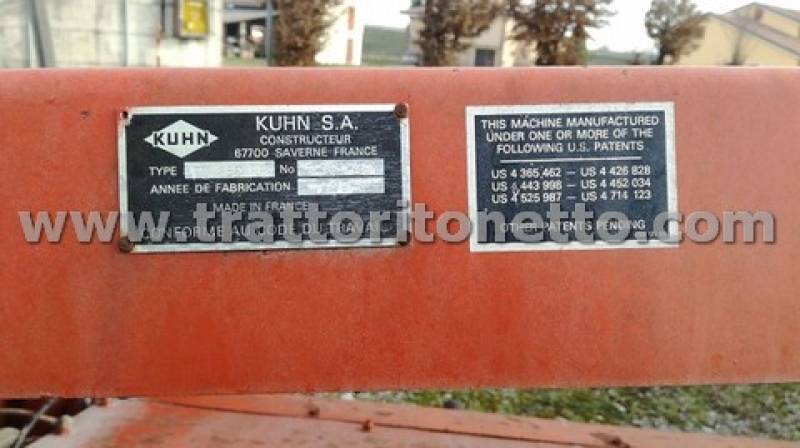 KUHN
KUHN S.A.
CONSTRUCTEUR
67700 SAVERNE FRANCE
TYPE No
ANNEE DE FABRICATION
MADE IN FRANCE
CONFORME AU CODE DU TRAVAIL
THIS MACHINE MANUFACTURED
UNDER ONE OR MORE OF THE
FOLLOWING U.S. PATENTS
US 4 365,462 — US 4 426 828
US 4 443 998 — US 4 452 034
US 4 525 987 — US 4 714 123
OTHER PATENTS PENDING
www.trattoritonetto.com